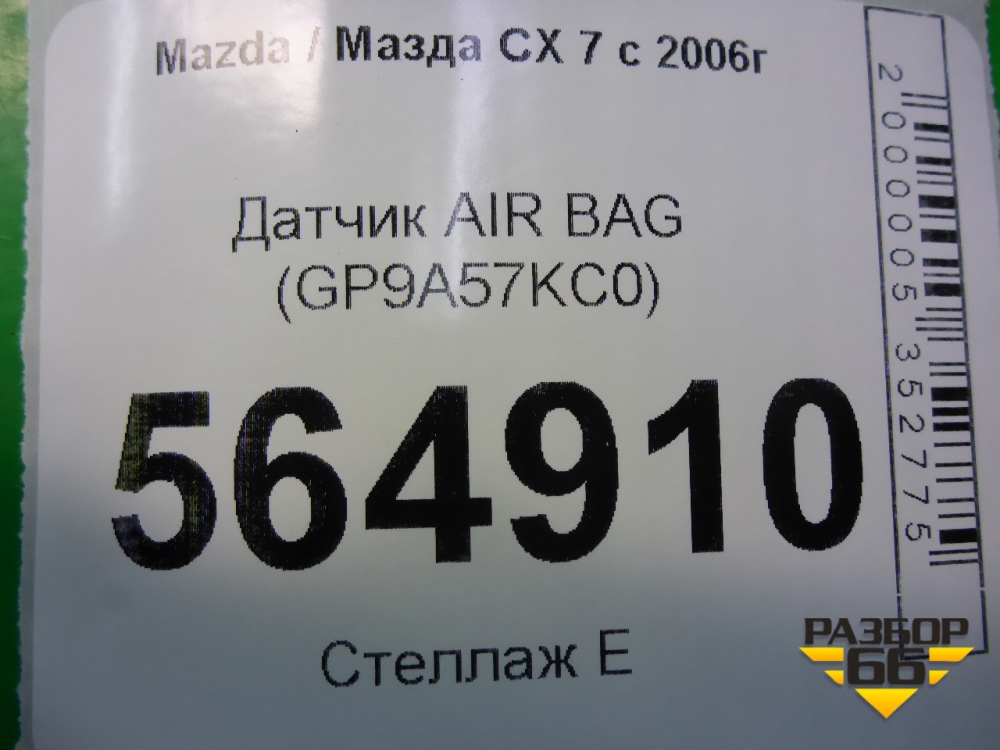 Mazda / Мазда CX 7 с 2006г
Датчик AIR BAG
(GP9A57KC0)
564910
Стеллаж E
2000005352775
РАЗБОР
66